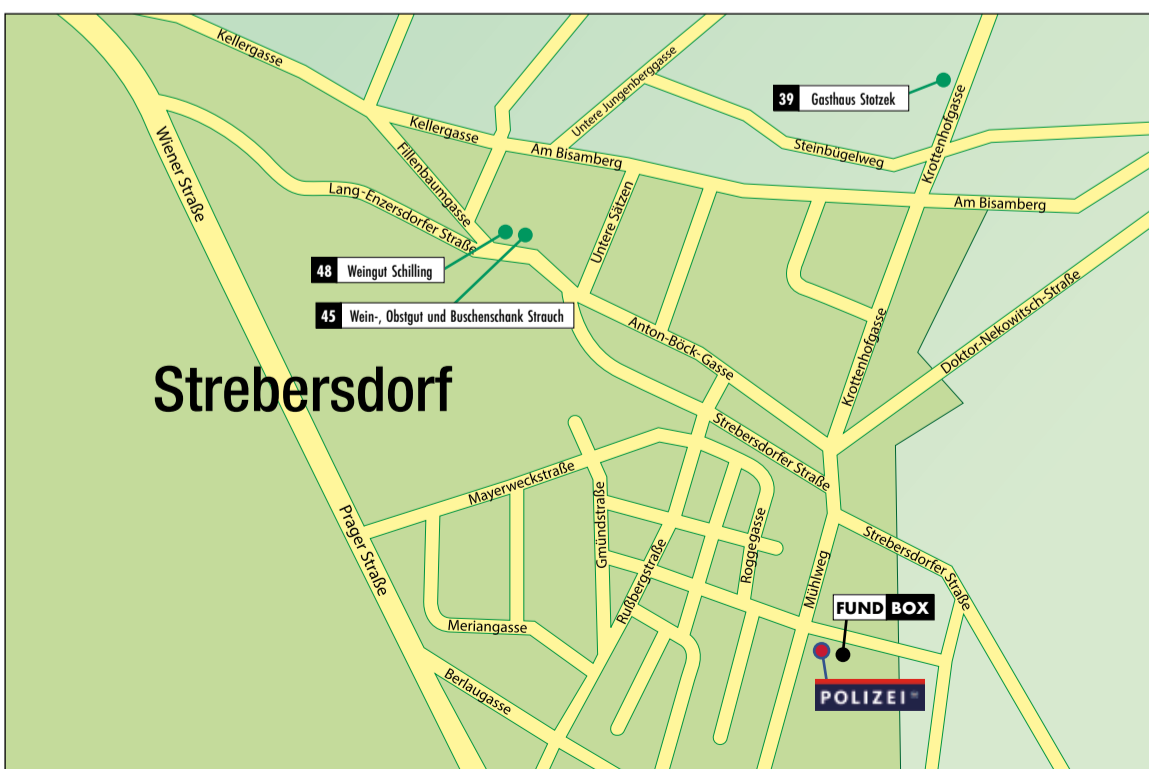 Kellergasse
Untere Jungenberggasse
39 Gasthaus Stotzek
Krottenhofgasse
Wiener Straße
Kellergasse
Am Bisamberg
Steinbügelweg
Fillenbaumgasse
Lang-Enzersdorfer Straße
Untere Sätzen
Am Bisamberg
48 Weingut Schilling
45 Wein-, Obstgut und Buschenschank Strauch
Anton-Böck-Gasse
Krottenhofgasse
Doktor-Nekowitsch-Straße
Strebersdorf
Strebersdorfer Straße
Mayerweckstraße
Gmündstraße
Prager Straße
Rußbergstraße
Roggegasse
Mühlweg
Strebersdorfer Straße
FUND BOX
Meriangasse
Berlaugasse
POLIZEI